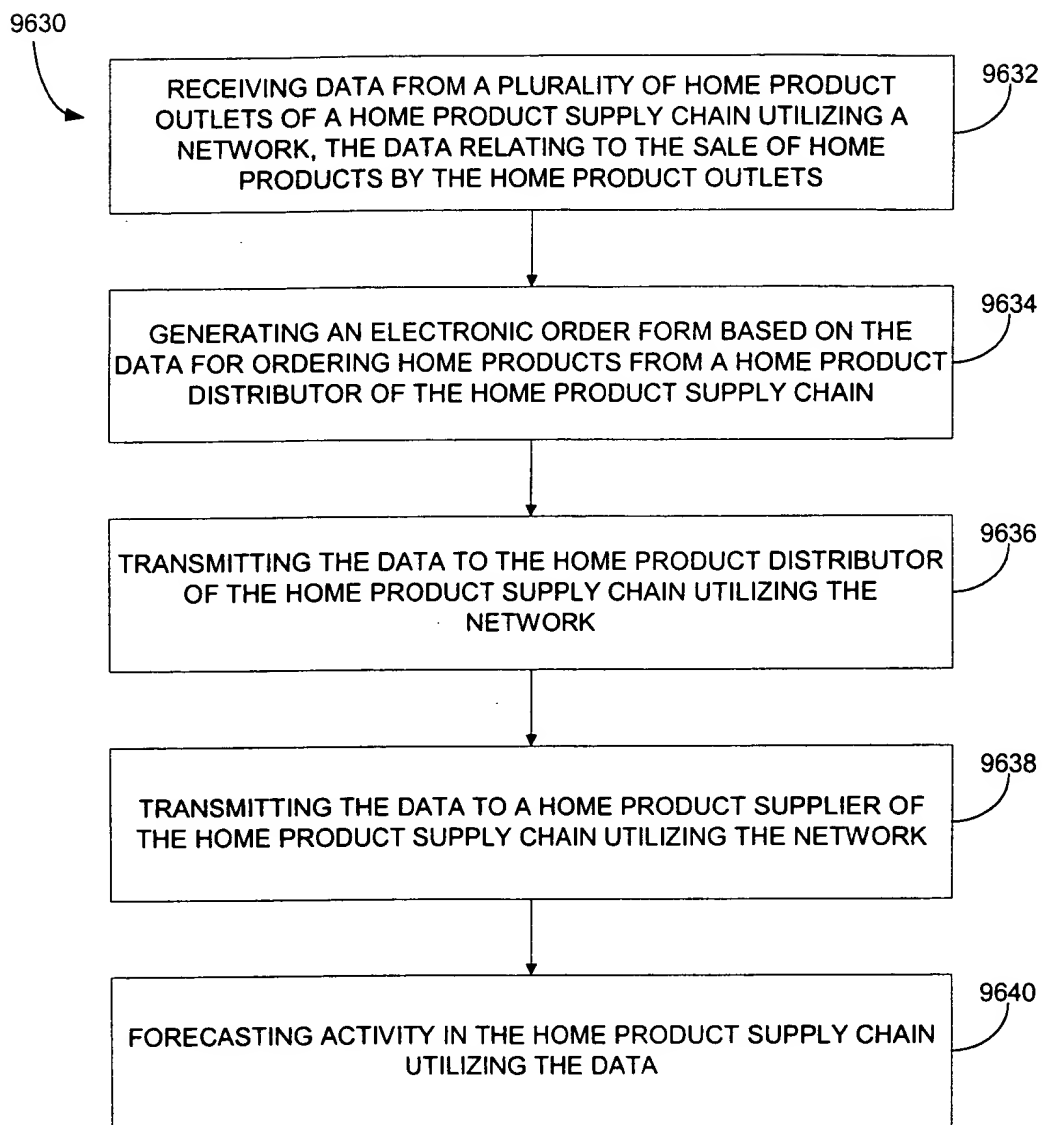 9630
RECEIVING DATA FROM A PLURALITY OF HOME PRODUCT
OUTLETS OF A HOME PRODUCT SUPPLY CHAIN UTILIZING A
NETWORK, THE DATA RELATING TO THE SALE OF HOME
PRODUCTS BY THE HOME PRODUCT OUTLETS
9632
GENERATING AN ELECTRONIC ORDER FORM BASED ON THE
DATA FOR ORDERING HOME PRODUCTS FROM A HOME PRODUCT
DISTRIBUTOR OF THE HOME PRODUCT SUPPLY CHAIN
9634
TRANSMITTING THE DATA TO THE HOME PRODUCT DISTRIBUTOR
OF THE HOME PRODUCT SUPPLY CHAIN UTILIZING THE
NETWORK
9636
TRANSMITTING THE DATA TO A HOME PRODUCT SUPPLIER OF
THE HOME PRODUCT SUPPLY CHAIN UTILIZING THE NETWORK
9638
FORECASTING ACTIVITY IN THE HOME PRODUCT SUPPLY CHAIN
UTILIZING THE DATA
9640